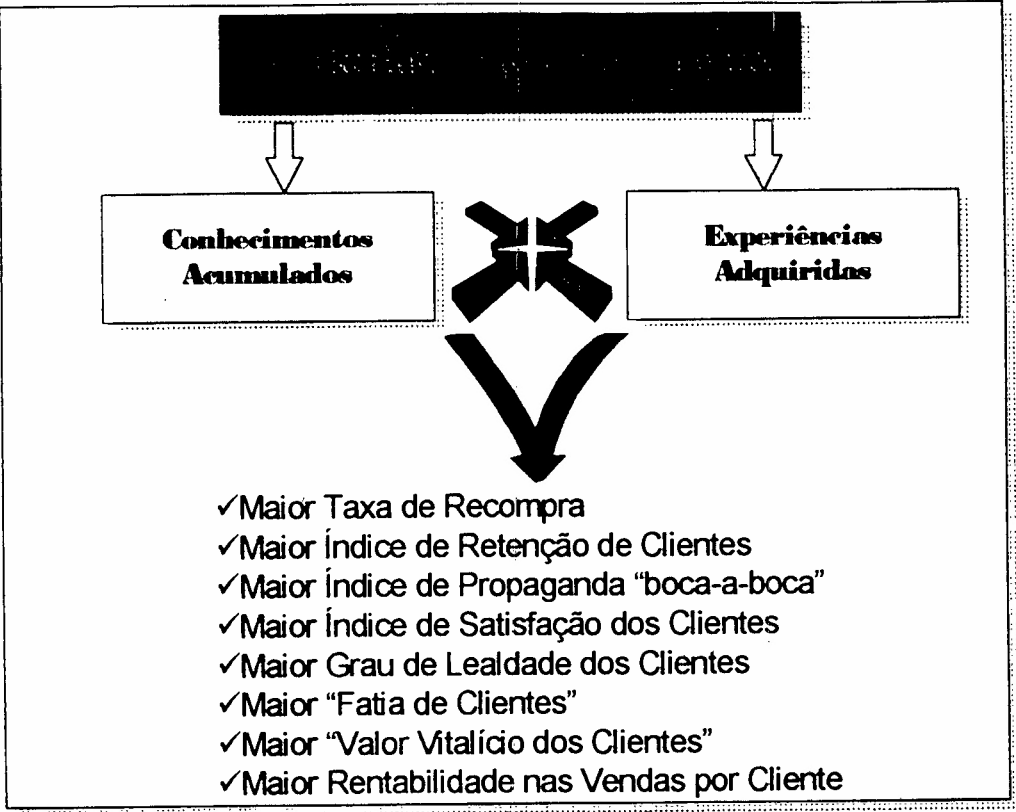 Conhecimentos
Acumulados
Experiências
Adquiridas
✓Maior Taxa de Recompra
✓Maior Índice de Retenção de Clientes
✓Maior Índice de Propaganda “boca-a-boca”
✓Maior Índice de Satisfação dos Clientes
✓Maior Grau de Lealdade dos Clientes
✓Maior “Fatia de Clientes”
✓Maior “Valor Vitalício dos Clientes”
✓Maior Rentabilidade nas Vendas por Cliente